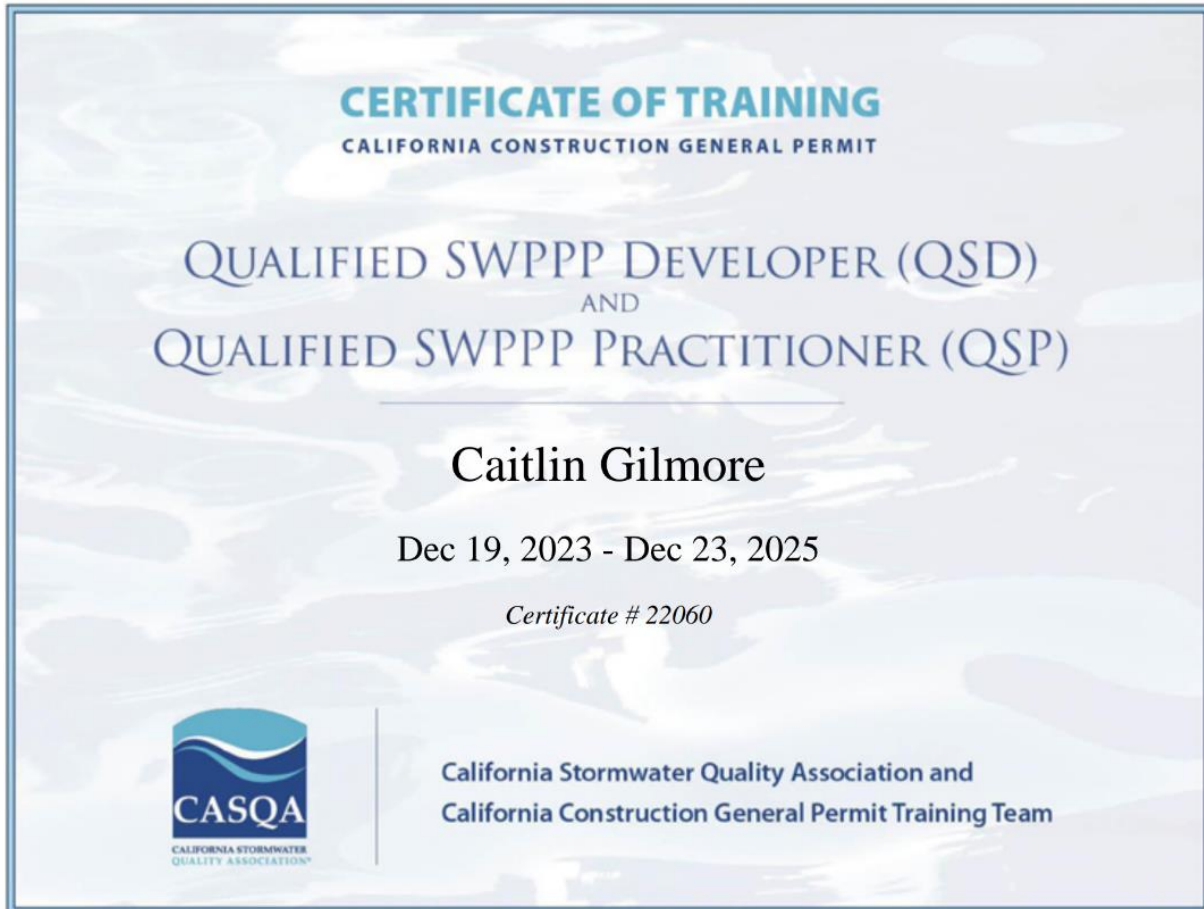 CERTIFICATE OF TRAINING
CALIFORNIA CONSTRUCTION GENERAL PERMIT
QUALIFIED SWPPP DEVELOPER (QSD)
AND
QUALIFIED SWPPP PRACTITIONER (QSP)
Caitlin Gilmore
Dec 19, 2023 - Dec 23, 2025
Certificate # 22060
CASQA
CALIFORNIA STORMWATER
QUALITY ASSOCIATION®
California Stormwater Quality Association and
California Construction General Permit Training Team